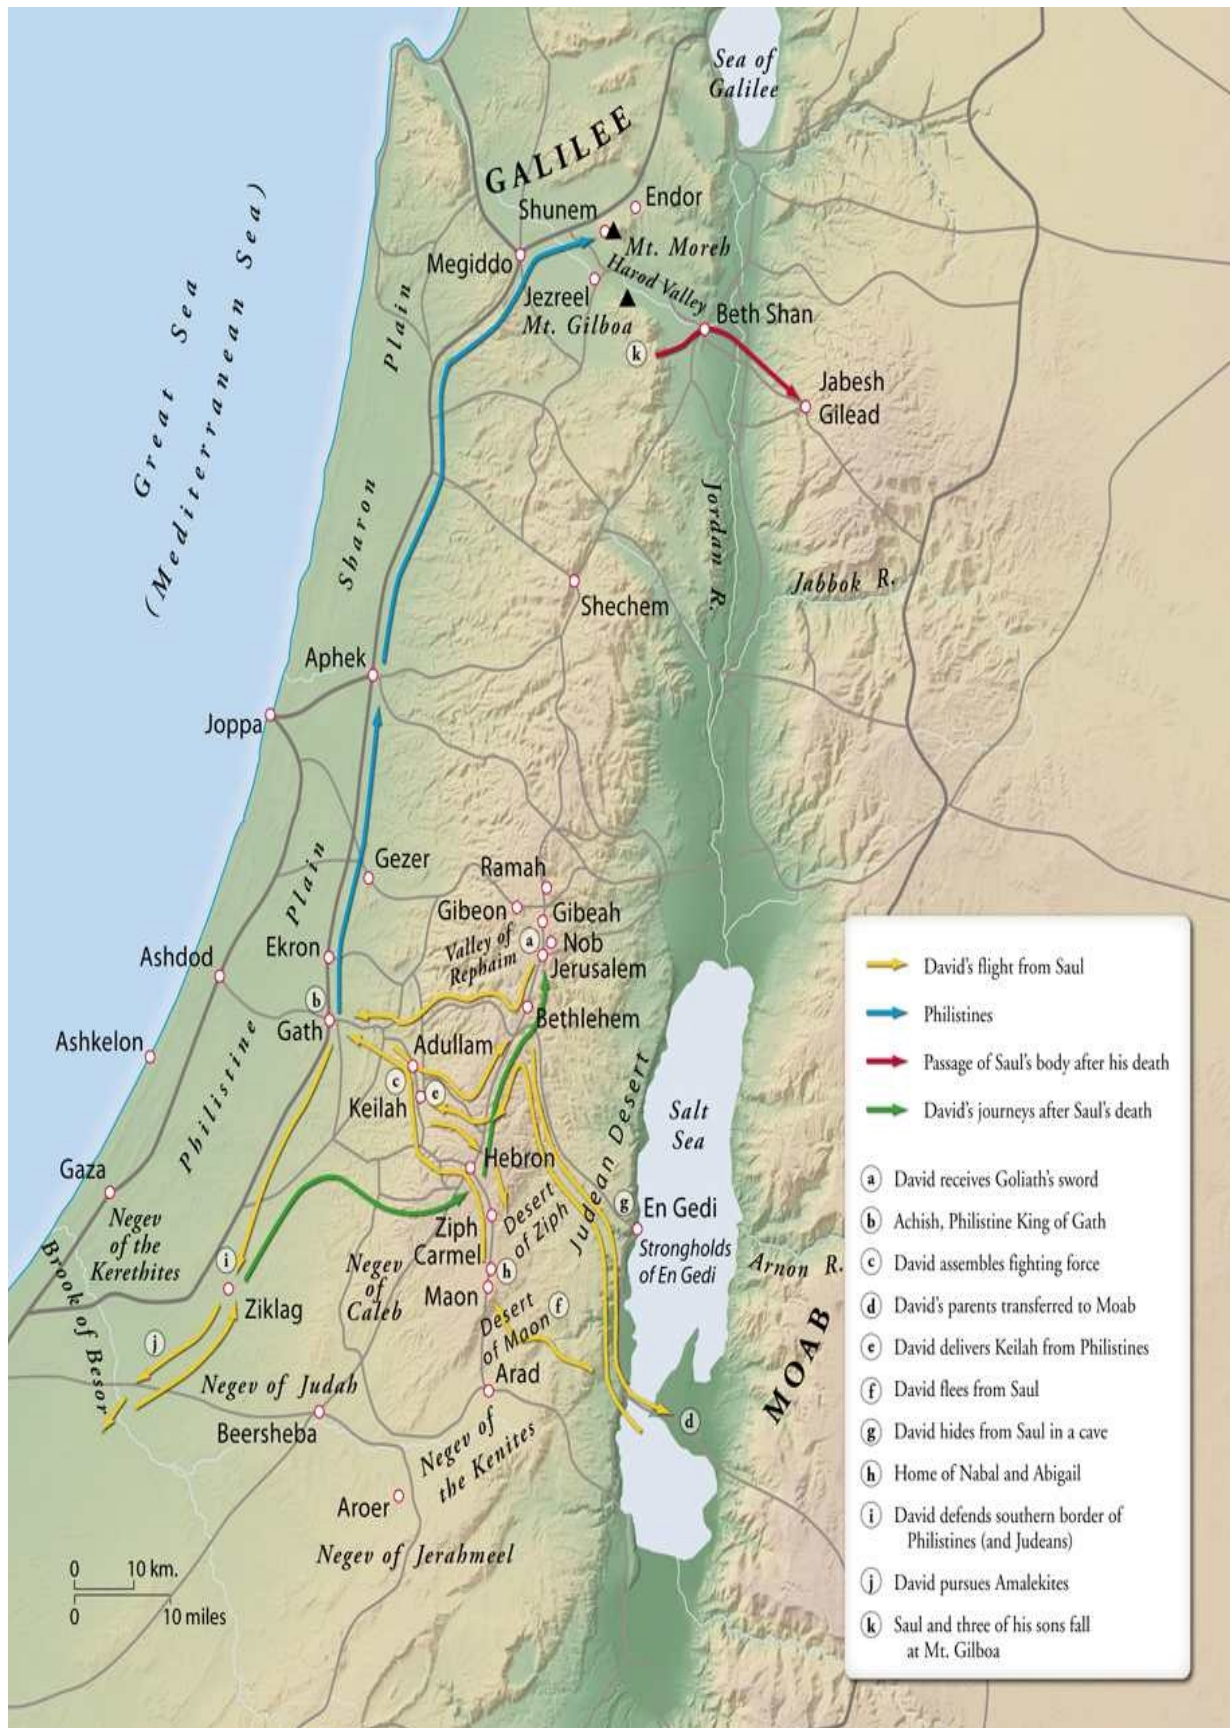 Sea of
Galilee
GALILEE
Shunem
Endor
Mt. Moreh
Megiddo
Harod Valley
Jezreel
Mt. Gilboa
Beth Shan
k
Jabesh
Gilead
Great Sea
(Mediterranean Sea)
Plain
Sharon
Jordan R.
Jabbok R.
Shechem
Aphek
Joppa
Gezer
Ramah
Plain
Gibeon
Gibeah
Ekron
Valley of
Rephaim
a
Nob
Jerusalem
Ashdod
b
Gath
Bethlehem
Ashkelon
Adullam
c
e
Keilah
Philistine
Judean Desert
Salt
Sea
Hebron
Gaza
Negev
of the
Kerethites
Ziph
Desert
of Ziph
g
En Gedi
Strongholds
of En Gedi
Carmel
h
Maon
Negev
of
Caleb
Arnon R.
i
Ziklag
Brook of Besor
j
Desert
of Maon
f
Arad
MOAB
Negev of Judah
d
Beersheba
Negev of
the Kenites
Aroer
Negev of Jerahmeel
0 10 km.
0 10 miles
David's flight from Saul
Philistines
Passage of Saul's body after his death
David's journeys after Saul's death
a David receives Goliath's sword
b Achish, Philistine King of Gath
c David assembles fighting force
d David's parents transferred to Moab
e David delivers Keilah from Philistines
f David flees from Saul
g David hides from Saul in a cave
h Home of Nabal and Abigail
i David defends southern border of
Philistines (and Judeans)
j David pursues Amalekites
k Saul and three of his sons fall
at Mt. Gilboa